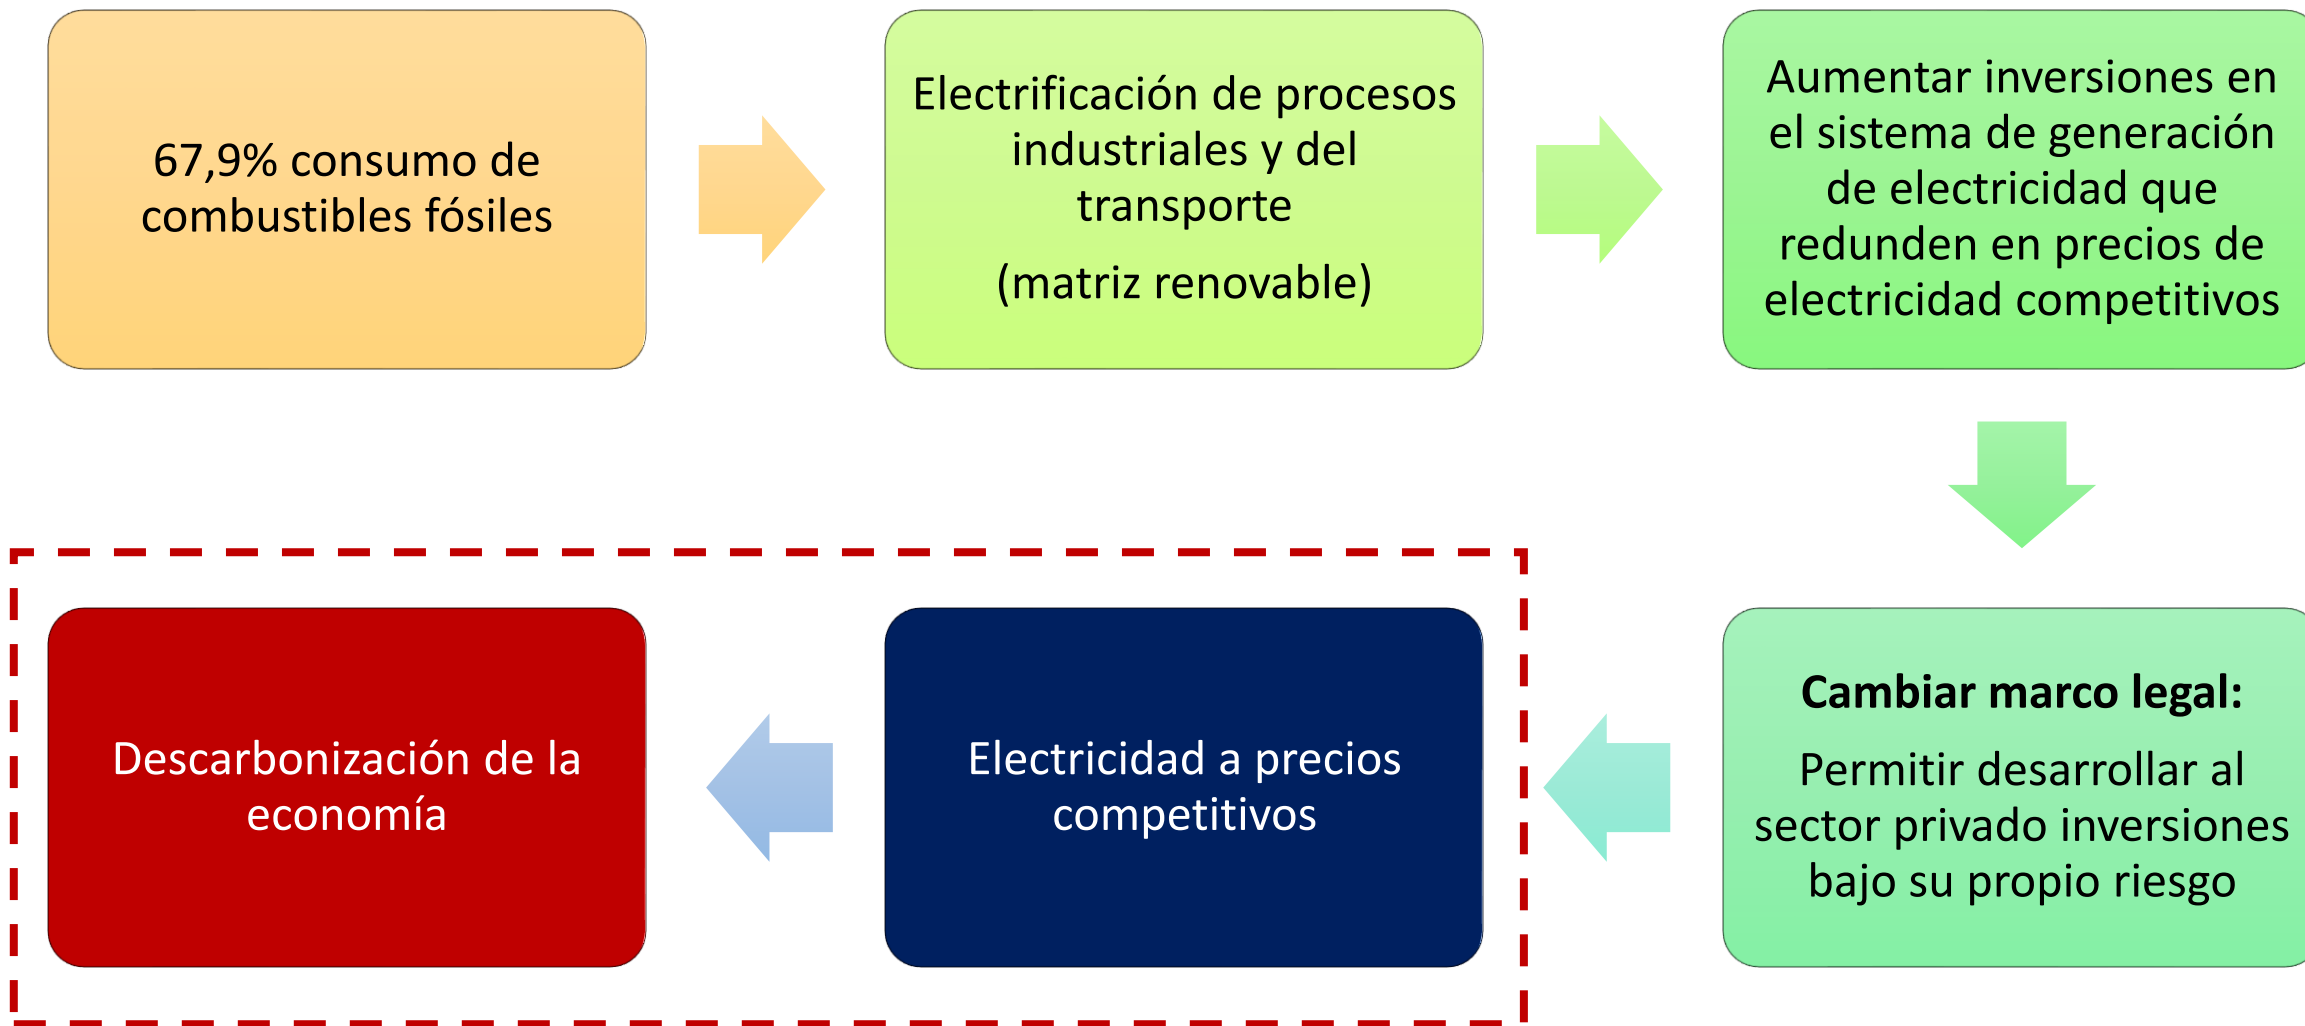 67,9% consumo de
combustibles fósiles
Electrificación de procesos
industriales y del
transporte
(matriz renovable)
Aumentar inversiones en
el sistema de generación
de electricidad que
redunden en precios de
electricidad competitivos
Cambiar marco legal:
Permitir desarrollar al
sector privado inversiones
bajo su propio riesgo
Electricidad a precios
competitivos
Descarbonización de la
economía